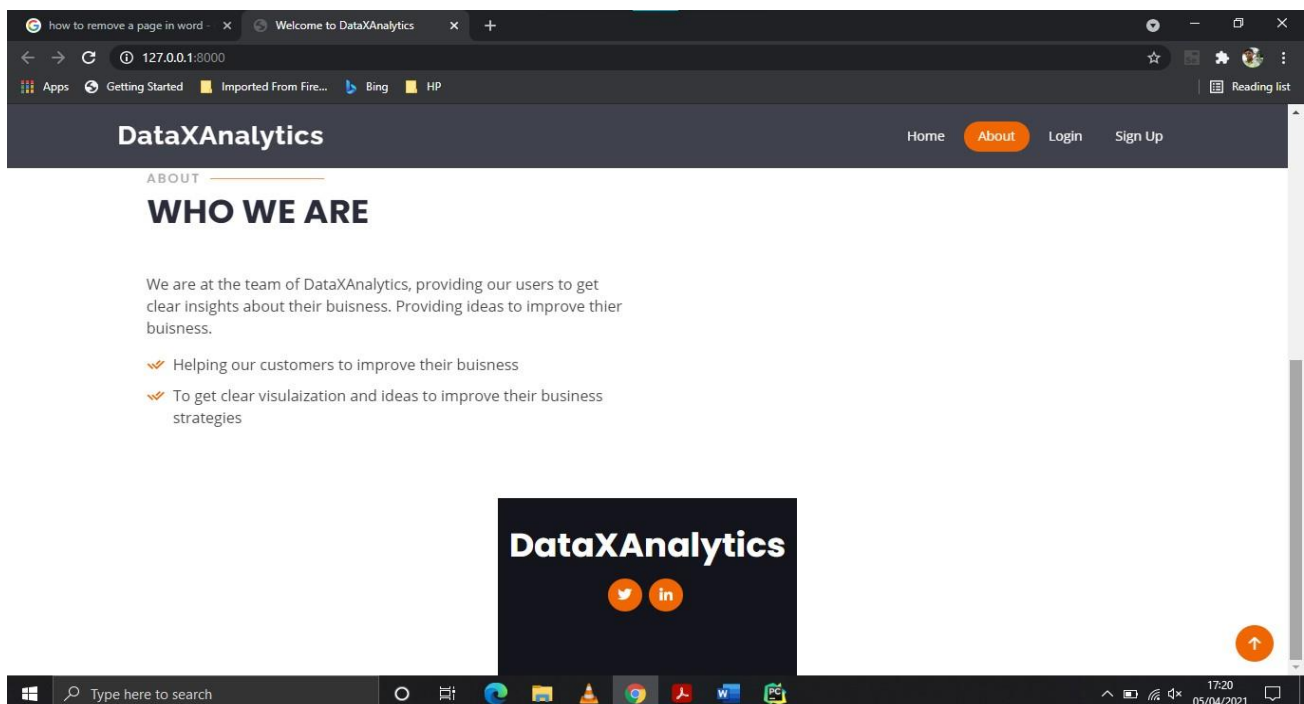 how to remove a page in word -
Welcome to DataXAnalytics
127.0.0.1:8000
Apps Getting Started Imported From Fire... Bing HP Reading list
DataXAnalytics Home About Login Sign Up
ABOUT
WHO WE ARE
We are at the team of DataXAnalytics, providing our users to get
clear insights about their buisness. Providing ideas to improve thier
buisness.
Helping our customers to improve their buisness
To get clear visulaization and ideas to improve their business
strategies
DataXAnalytics
in
Type here to search
17:20
05/04/2021